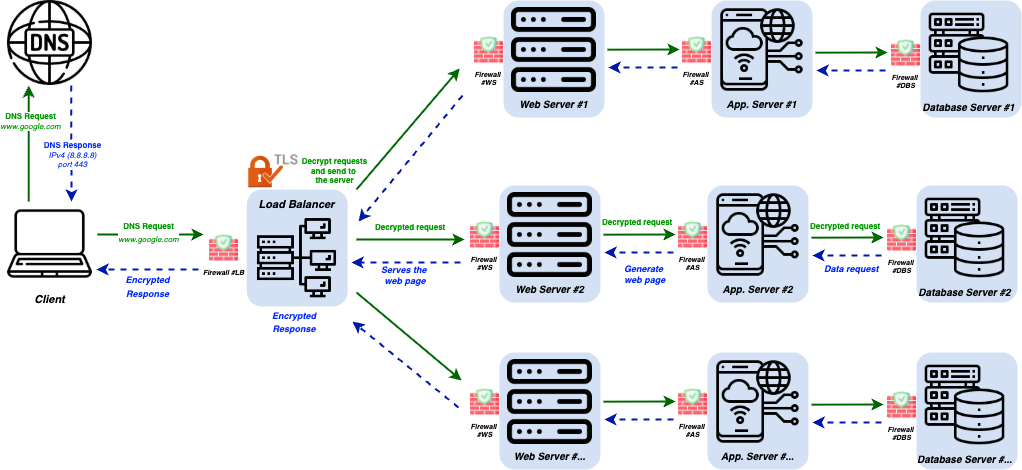 DNS
DNS Request
www.google.com
DNS Response
IPv4 (8.8.8.8)
port 443
Client
DNS Request
www.google.com
Encrypted
Response
Firewall #LB
TLS
Decrypt requests
and send to
the server
Load Balancer
Encrypted
Response
Firewall
#WS
Web Server #1
Firewall
#AS
App. Server #1
Firewall
#DBS
Database Server #1
Decrypted request
Serves the
web page
Firewall
#WS
Web Server #2
Decrypted request
Generate
web page
Firewall
#AS
App. Server #2
Decrypted request
Data request
Firewall
#DBS
Database Server #2
Firewall
#WS
Web Server #...
Firewall
#AS
App. Server #...
Firewall
#DBS
Database Server #...